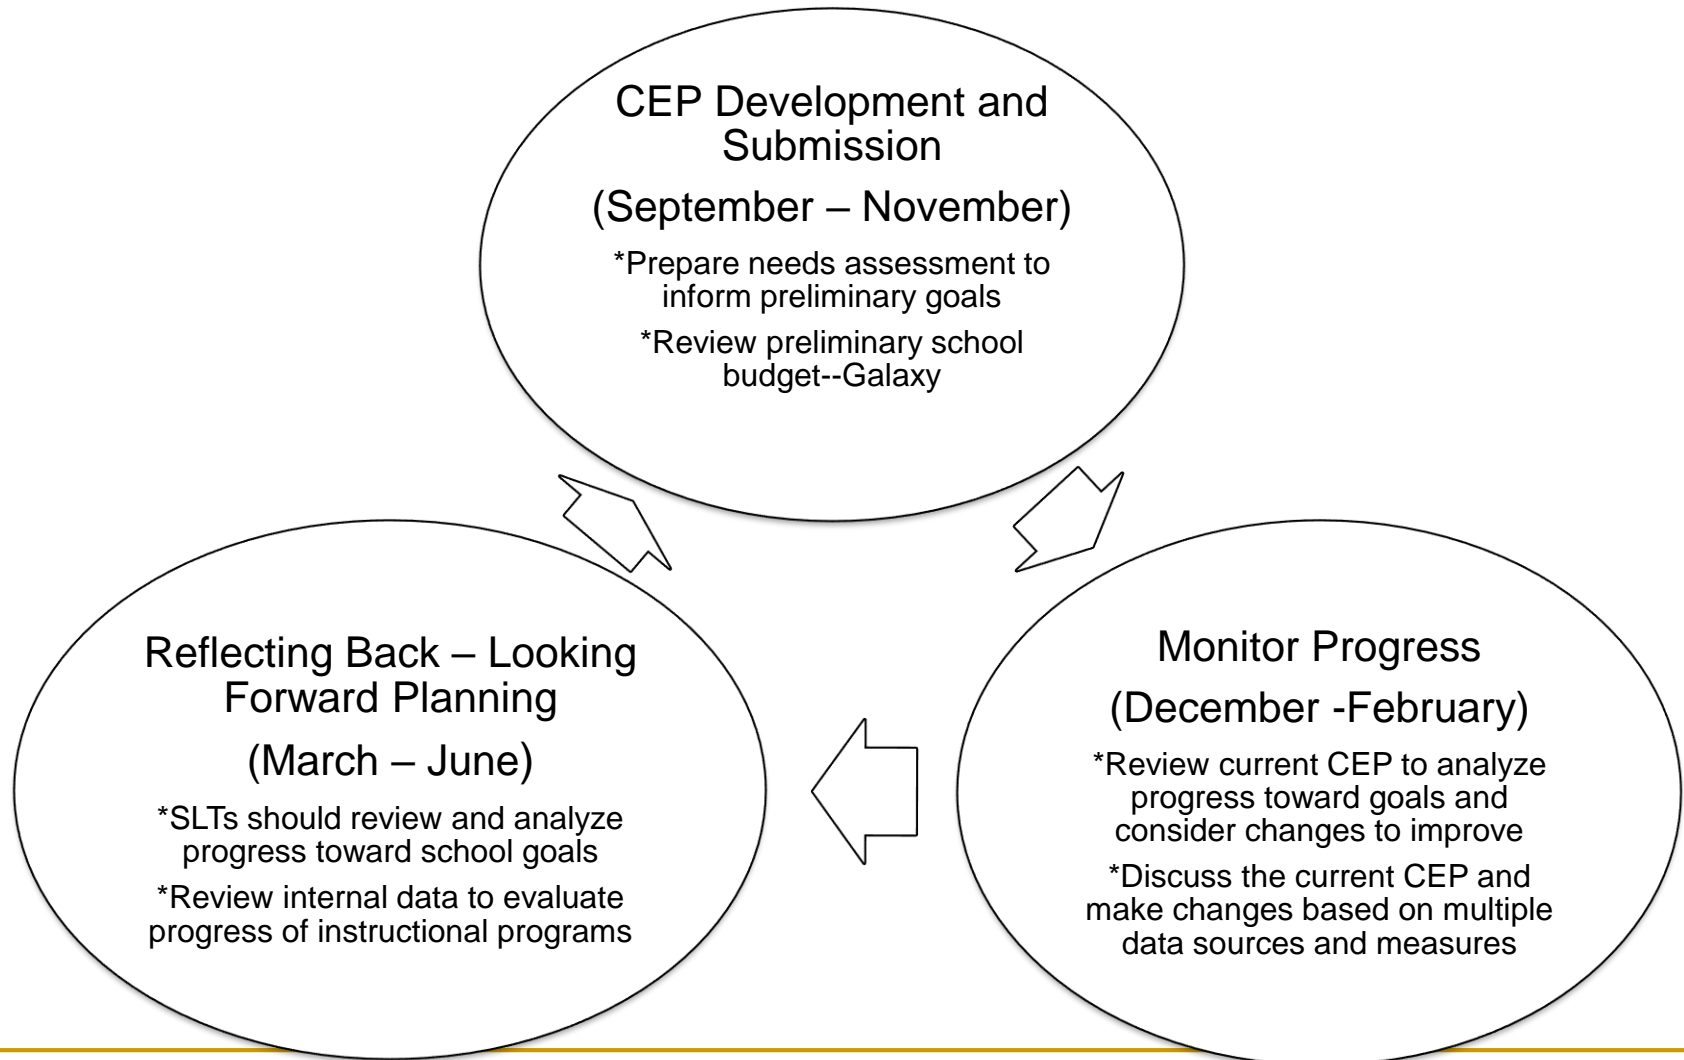 CEP Development and
Submission
(September – November)
*Prepare needs assessment to
inform preliminary goals
*Review preliminary school
budget--Galaxy
Monitor Progress
(December -February)
*Review current CEP to analyze
progress toward goals and
consider changes to improve
*Discuss the current CEP and
make changes based on multiple
data sources and measures
Reflecting Back – Looking
Forward Planning
(March – June)
*SLTs should review and analyze
progress toward school goals
*Review internal data to evaluate
progress of instructional programs